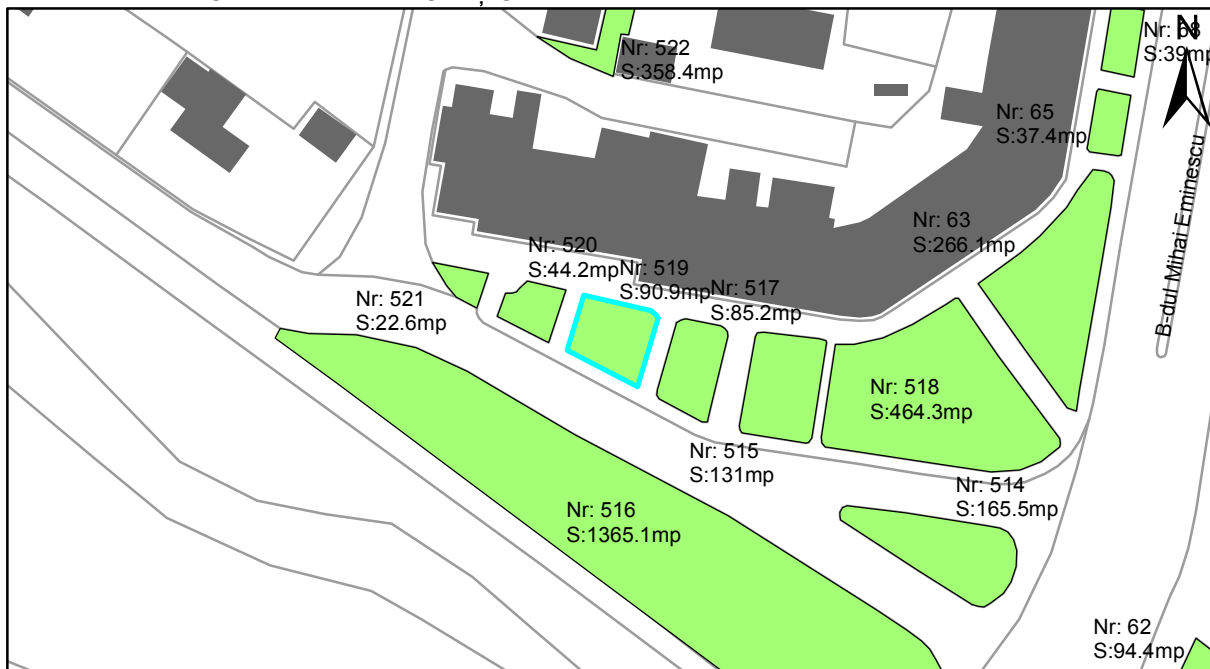 Nr: 68
S:39mp
N
Nr: 522
S:358.4mp
Nr: 65
S:37.4mp
B-dul Mihai Eminescu
Nr: 63
S:266.1mp
Nr: 520
S:44.2mp
Nr: 519
S:90.9mp
Nr: 517
S:85.2mp
Nr: 521
S:22.6mp
Nr: 518
S:464.3mp
Nr: 515
S:131mp
Nr: 514
S:165.5mp
Nr: 516
S:1365.1mp
Nr: 62
S:94.4mp